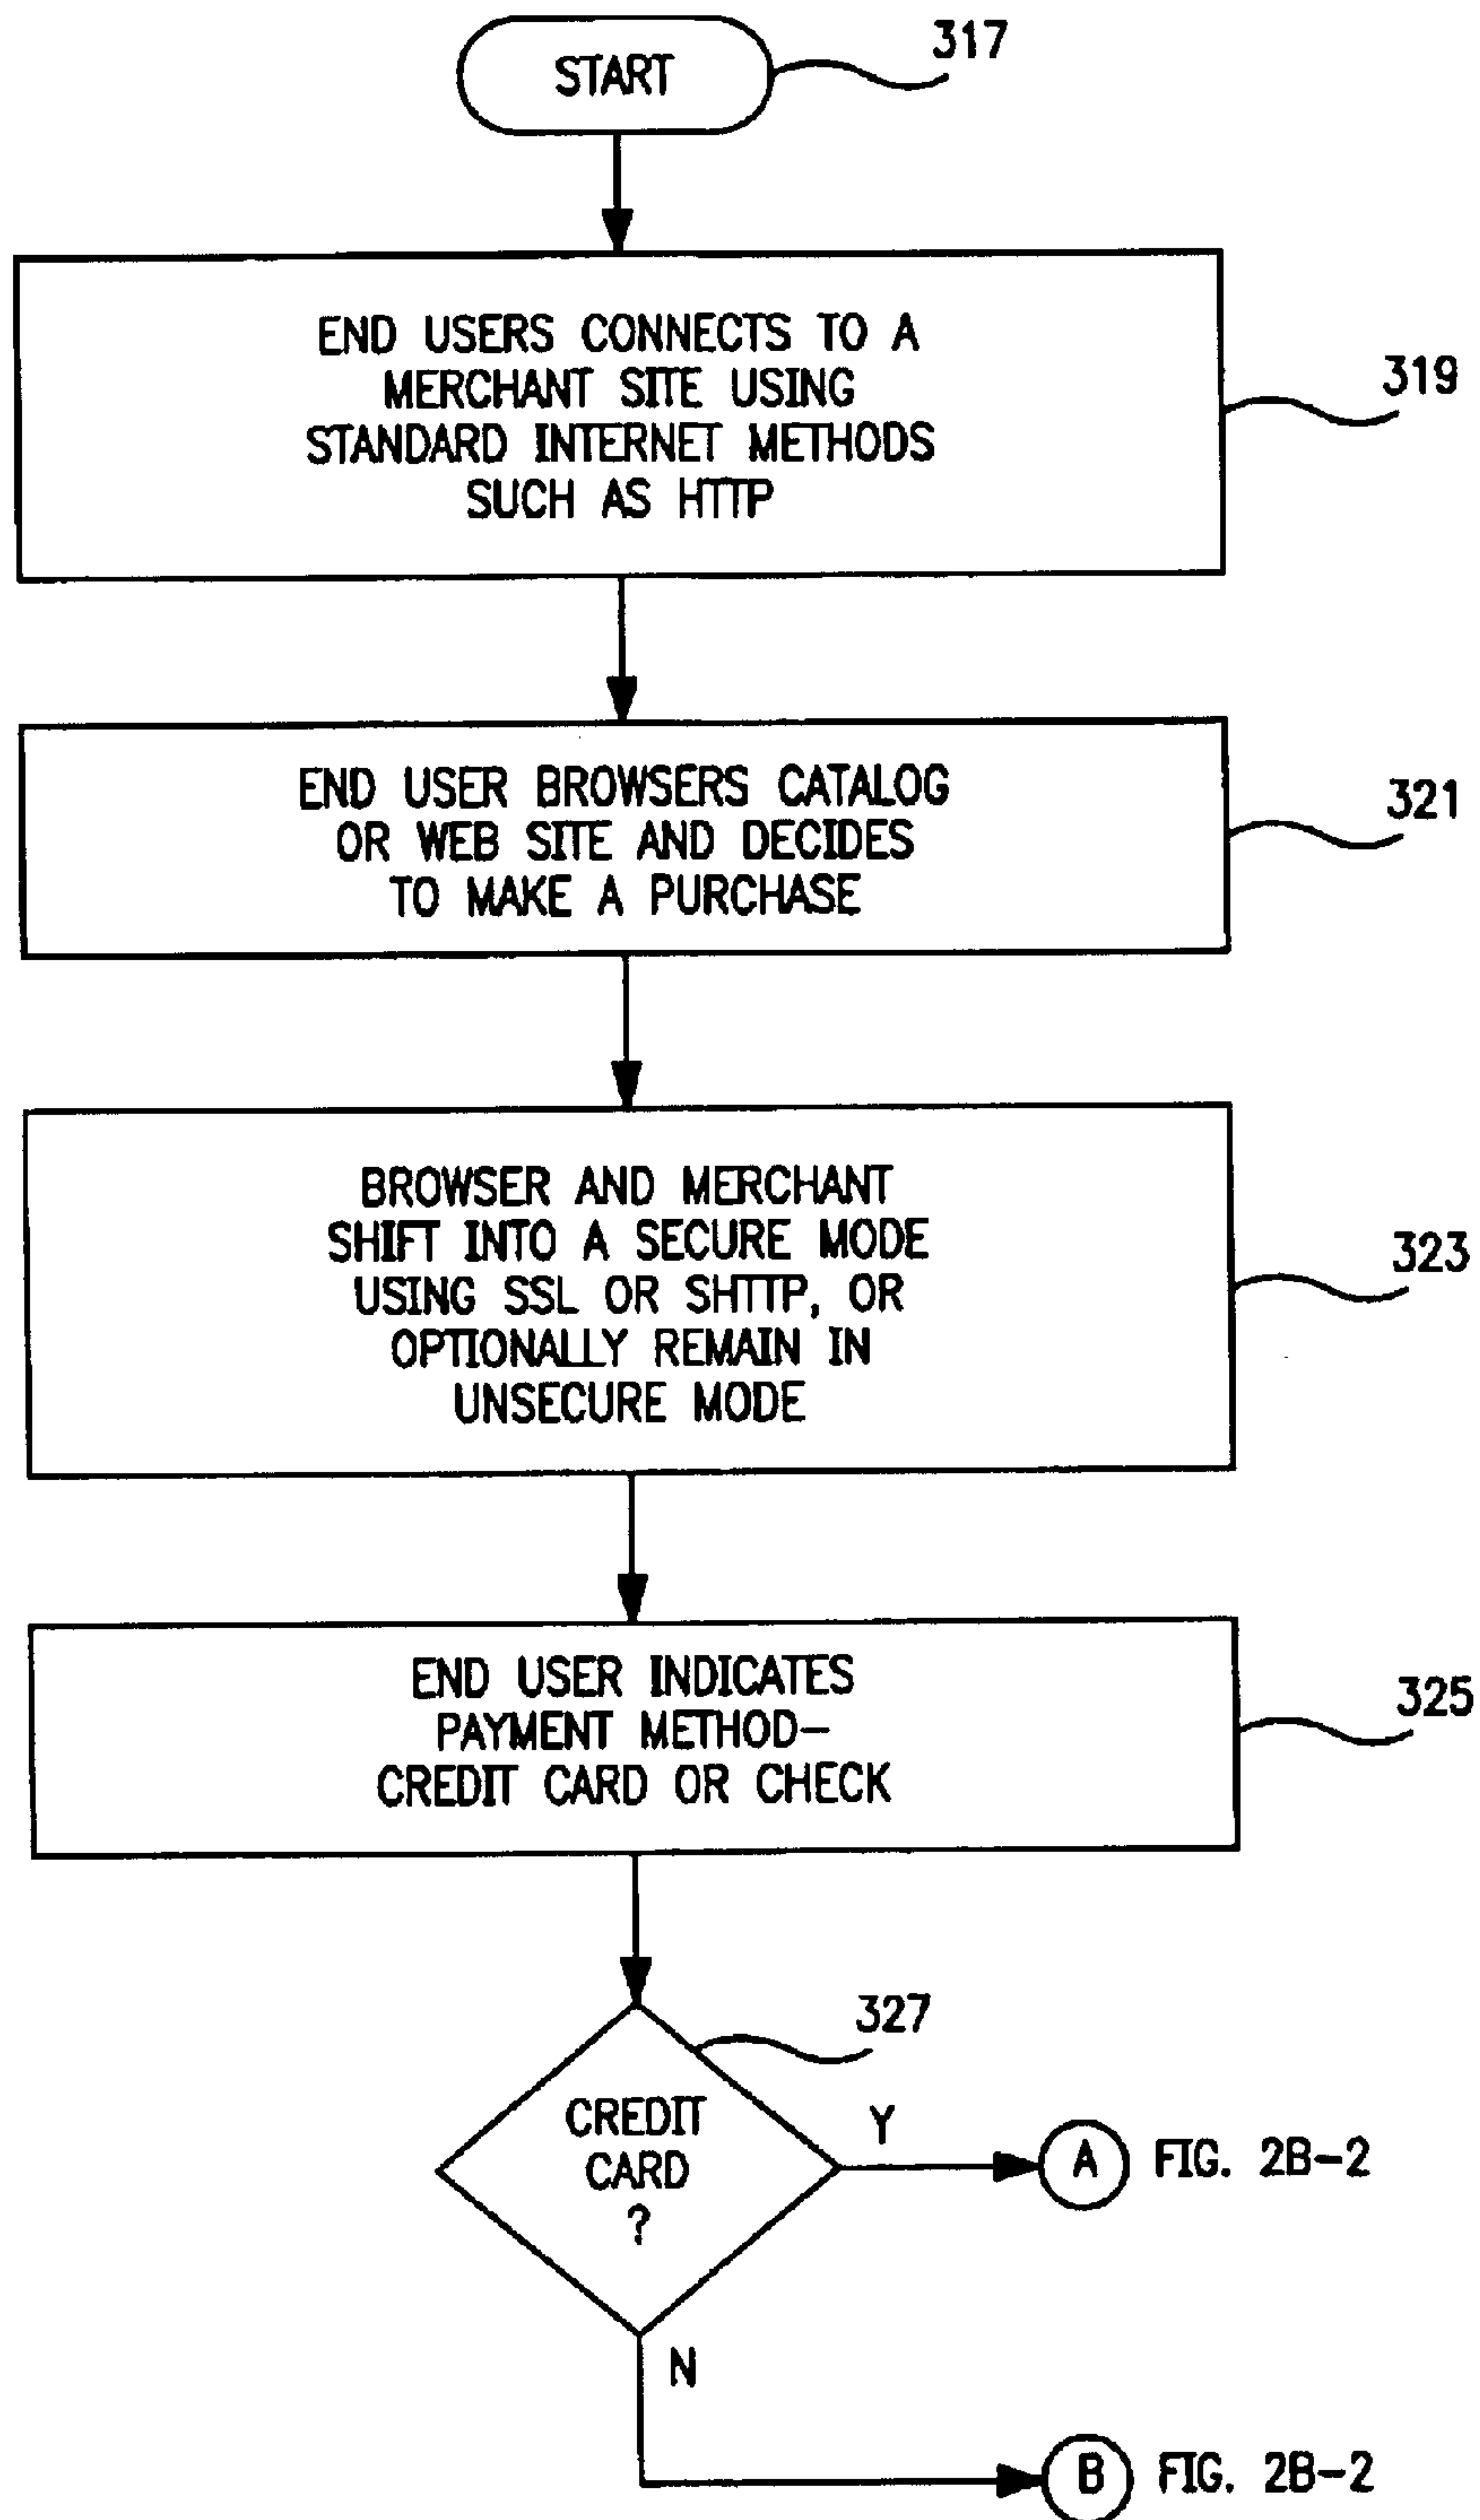 START
317
END USERS CONNECTS TO A
MERCHANT SITE USING
STANDARD INTERNET METHODS
SUCH AS HTTP
319
END USER BROWSERS CATALOG
OR WEB SITE AND DECIDES
TO MAKE A PURCHASE
321
BROWSER AND MERCHANT
SHIFT INTO A SECURE MODE
USING SSL OR SHTTP, OR
OPTIONALLY REMAIN IN
UNSECURE MODE
323
END USER INDICATES
PAYMENT METHOD—
CREDIT CARD OR CHECK
325
327
CREDIT
CARD
?
Y
A FIG. 2B-2
N
B FIG. 2B-2